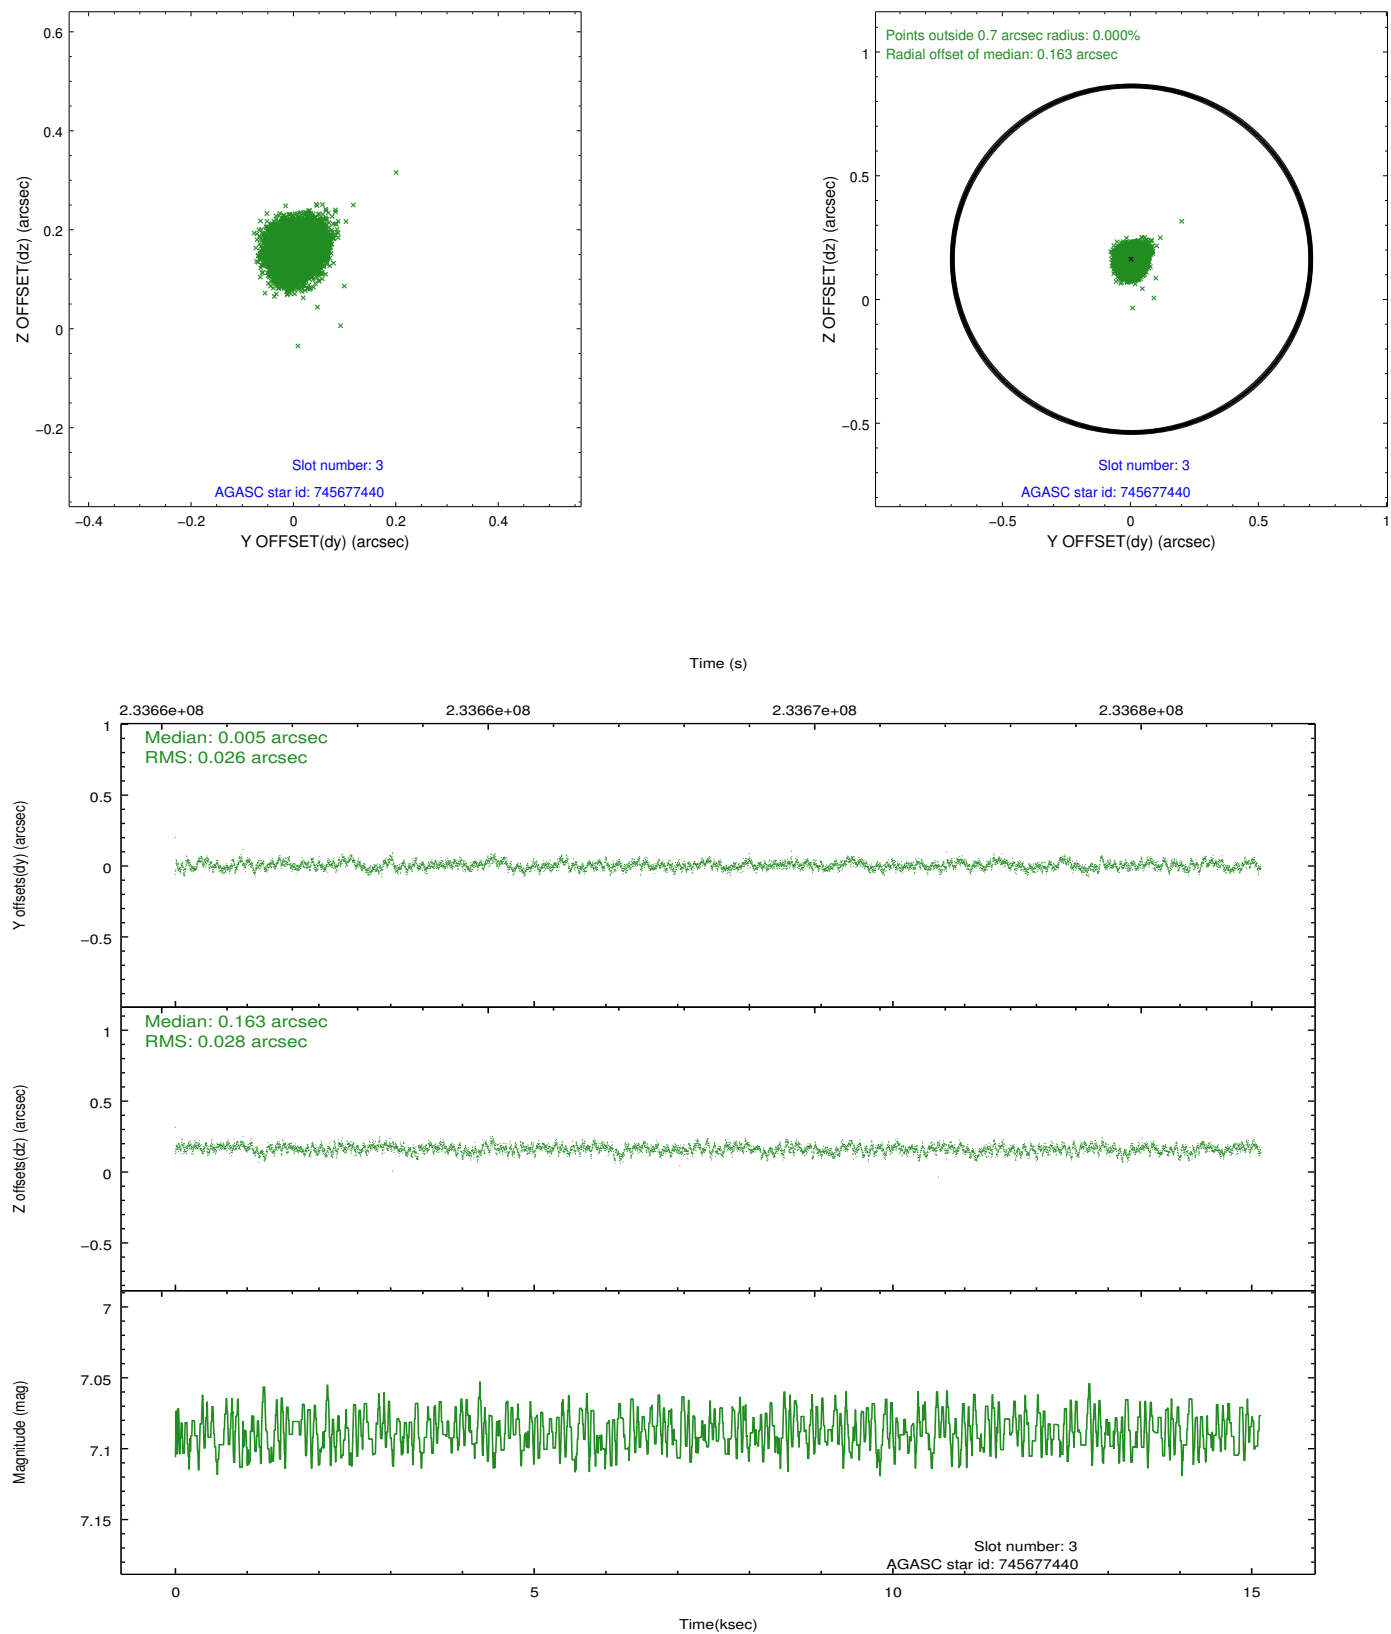 0.6
0.4
0.2
0
−0.2
Z OFFSET(dz) (arcsec)
Slot number: 3
AGASC star id: 745677440
−0.4
−0.2
0
0.2
0.4
Y OFFSET(dy) (arcsec)
Points outside 0.7 arcsec radius: 0.000%
Radial offset of median: 0.163 arcsec
1
0.5
0
−0.5
Z OFFSET(dz) (arcsec)
Slot number: 3
AGASC star id: 745677440
−0.5
0
0.5
1
Y OFFSET(dy) (arcsec)
Time (s)
2.3366e+08
2.3366e+08
2.3367e+08
2.3368e+08
Median: 0.005 arcsec
RMS: 0.026 arcsec
1
0.5
0
−0.5
Y offsets(dy) (arcsec)
Median: 0.163 arcsec
RMS: 0.028 arcsec
1
0.5
0
−0.5
Z offsets(dz) (arcsec)
7
7.05
7.1
7.15
Magnitude (mag)
Slot number: 3
AGASC star id: 745677440
0
5
10
15
Time(ksec)